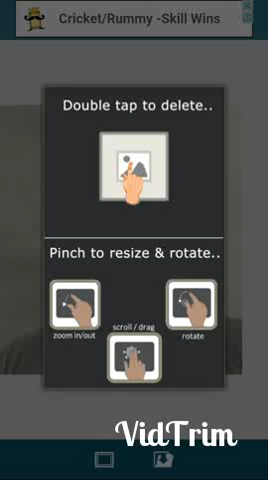 Cricket/Rummy -Skill Wins
Double tap to delete..
Pinch to resize & rotate..
scroll / drag
zoom in/out
rotate
VidTrim